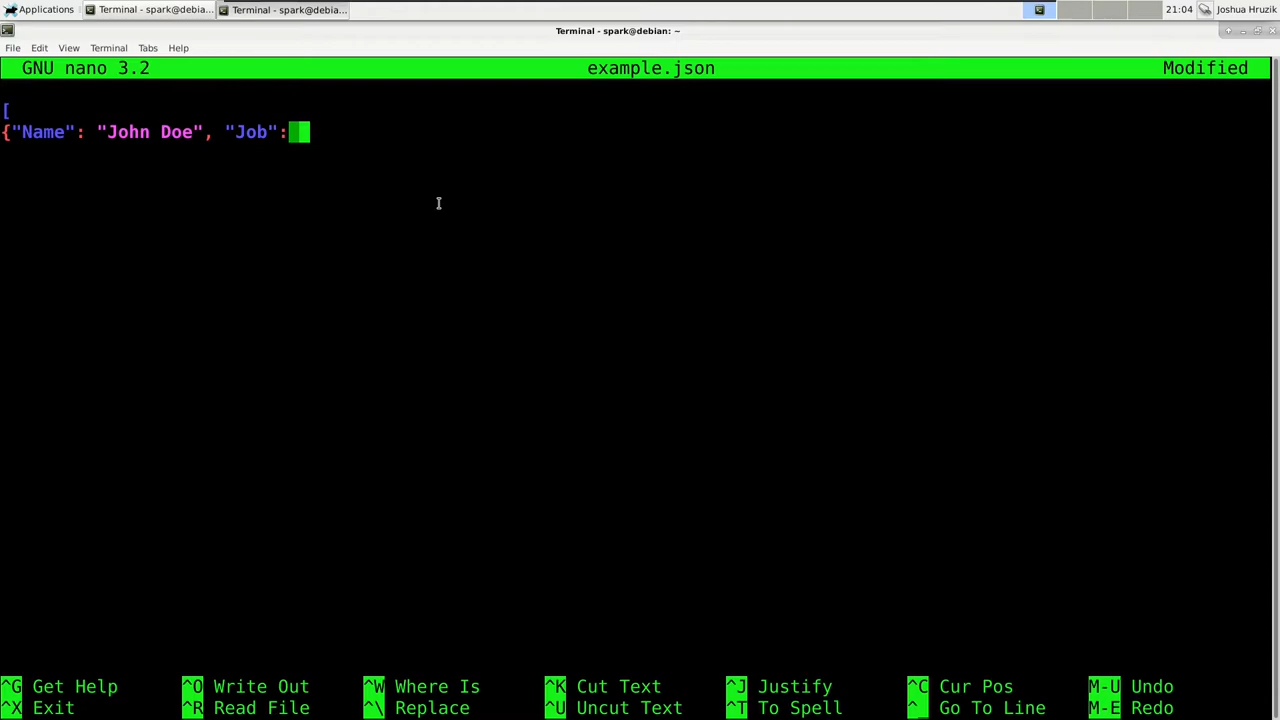 Applications Terminal - spark@debia... Terminal - spark@debia... 21:04 Joshua Hruzik
Terminal - spark@debian: ~
File Edit View Terminal Tabs Help
GNU nano 3.2 example.json Modified
[
{"Name": "John Doe", "Job":
^G Get Help ^O Write Out ^W Where Is ^K Cut Text ^J Justify ^C Cur Pos M-U Undo
^X Exit ^R Read File ^\ Replace ^U Uncut Text ^T To Spell ^_ Go To Line M-E Redo